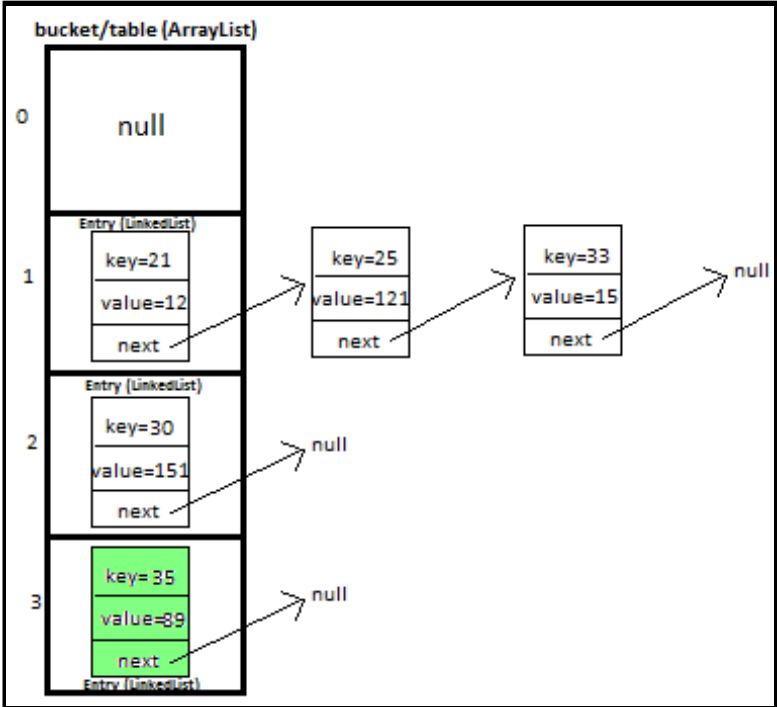 bucket/table (ArrayList)
0
null
Entry (LinkedList)
1
key=21
value=12
next
key=25
value=121
next
key=33
value=15
next
null
Entry (LinkedList)
2
key=30
value=151
next
null
3
key=35
value=89
next
null
Entry (LinkedList)